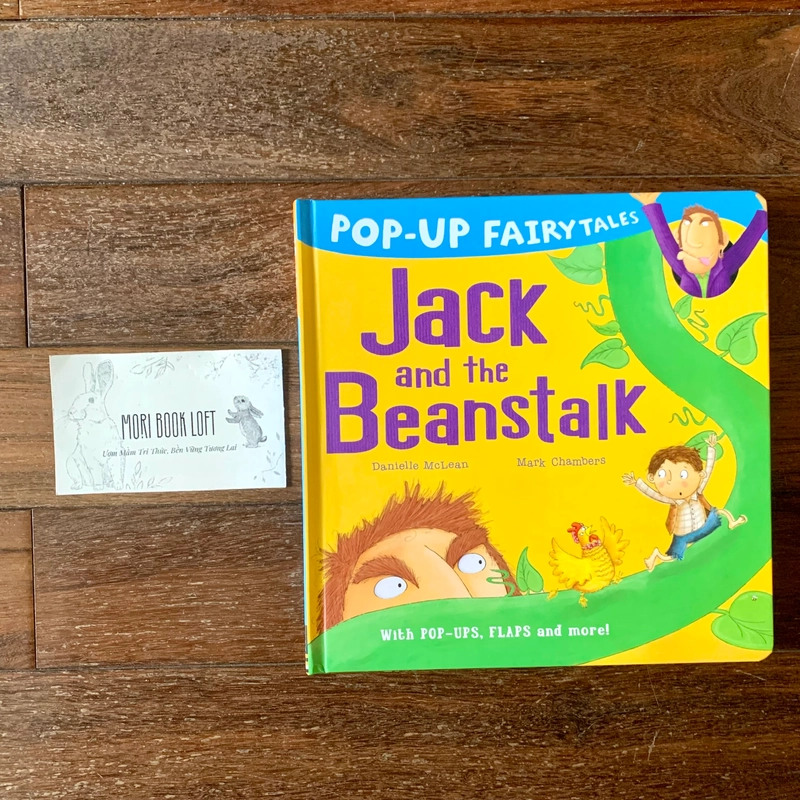 POP-UP FAIRYTALES
Jack
and the
Beanstalk
Danielle McLean Mark Chambers
With POP-UPS, FLAPS and more!
MORI BOOK LOFT
Ươm Mầm Tri Thức, Bền Vững Tương Lai